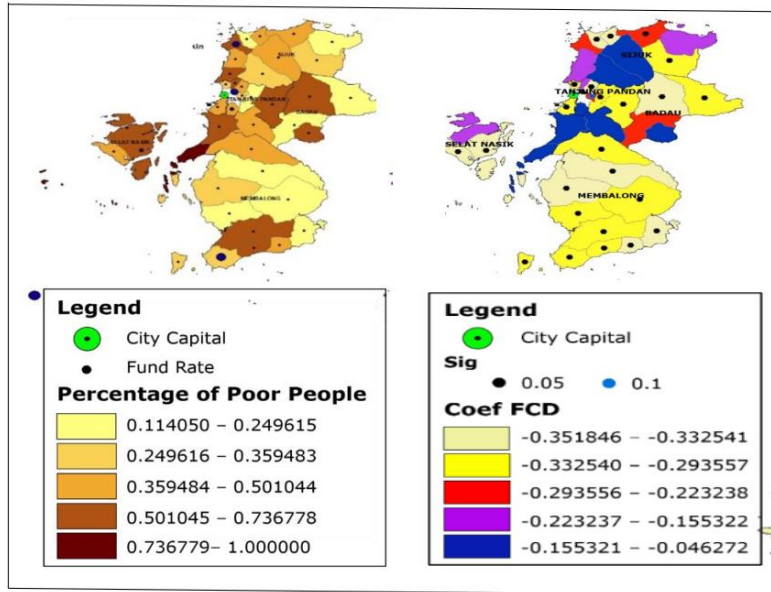 SIJUK
TANJUNG PANDAN
BADAU
SELAT NASIK
MEMBALONG
Legend
City Capital
Fund Rate
Percentage of Poor People
0.114050 – 0.249615
0.249616 – 0.359483
0.359484 – 0.501044
0.501045 – 0.736778
0.736779– 1.000000
SIJUK
TANJUNG PANDAN
BADAU
SELAT NASIK
MEMBALONG
Legend
City Capital
Sig
0.05 0.1
Coef FCD
-0.351846 – -0.332541
-0.332540 – -0.293557
-0.293556 – -0.223238
-0.223237 – -0.155322
-0.155321 – -0.046272